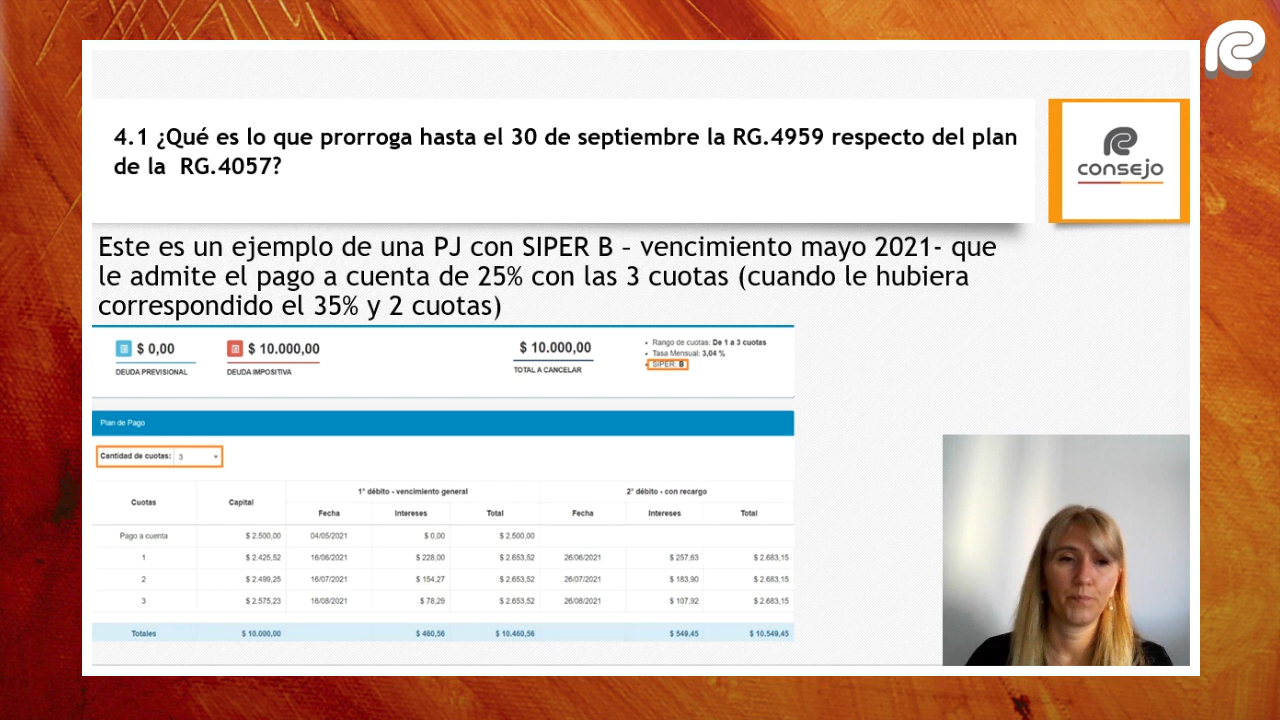 4.1 ¿Qué es lo que prorroga hasta el 30 de septiembre la RG.4959 respecto del plan
de la RG.4057?
consejo
Este es un ejemplo de una PJ con SIPER B – vencimiento mayo 2021- que
le admite el pago a cuenta de 25% con las 3 cuotas (cuando le hubiera
correspondido el 35% y 2 cuotas)
$ 0,00
DEUDA PREVISIONAL
$ 10.000,00
DEUDA IMPOSITIVA
$ 10.000,00
TOTAL A CANCELAR
• Rango de cuotas: De 1 a 3 cuotas
• Tasa Mensual: 3,04 %
• SIPER: B
Plan de Pago
Cantidad de cuotas: 3
1° débito - vencimiento general 2° débito - con recargo
Cuotas Capital
Fecha Intereses Total Fecha Intereses Total
Pago a cuenta $ 2.500,00 04/05/2021 $ 0,00 $ 2.500,00
1 $ 2.425,52 16/06/2021 $ 228,00 $ 2.653,52 26/06/2021 $ 257,63 $ 2.683,15
2 $ 2.499,25 16/07/2021 $ 154,27 $ 2.653,52 26/07/2021 $ 183,90 $ 2.683,15
3 $ 2.575,23 16/08/2021 $ 78,29 $ 2.653,52 26/08/2021 $ 107,92 $ 2.683,15
Totales $ 10.000,00 $ 460,56 $ 10.460,56 $ 549,45 $ 10.549,45